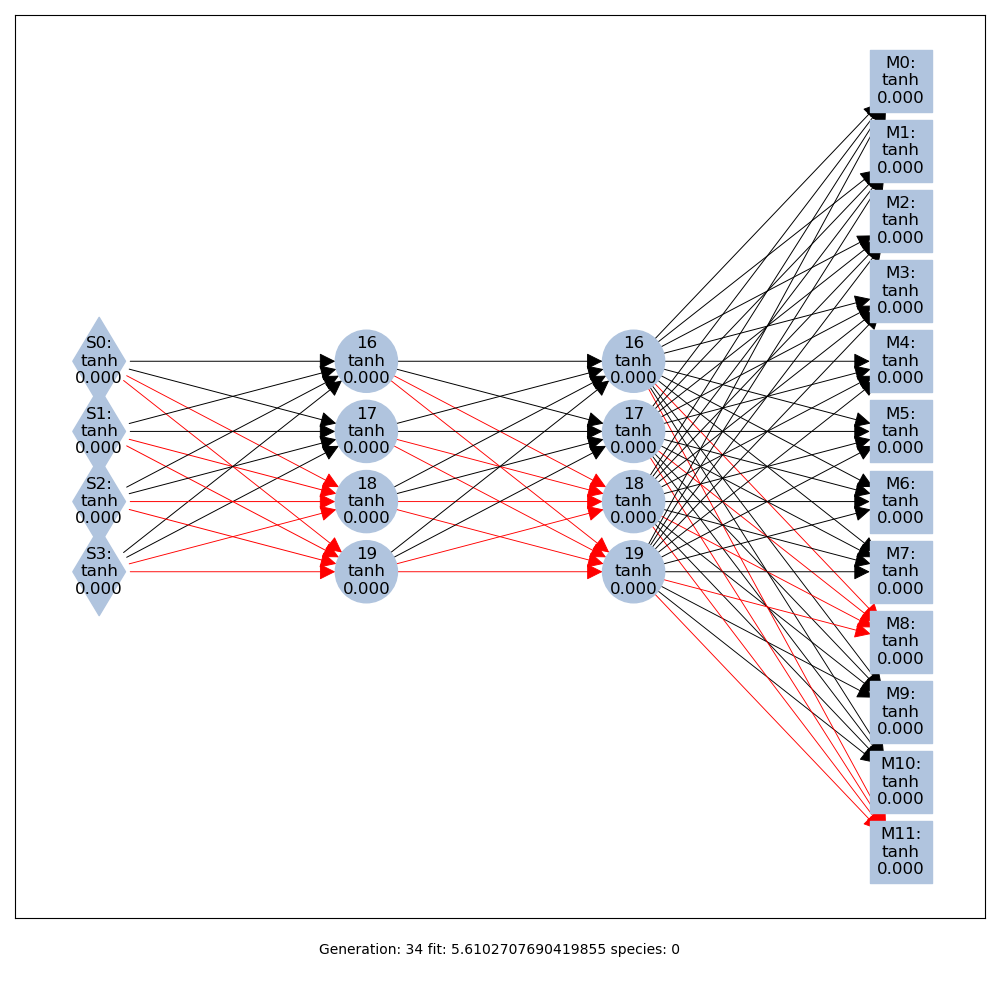 S0:
tanh
0.000
S1:
tanh
0.000
S2:
tanh
0.000
S3:
tanh
0.000
16
tanh
0.000
17
tanh
0.000
18
tanh
0.000
19
tanh
0.000
16
tanh
0.000
17
tanh
0.000
18
tanh
0.000
19
tanh
0.000
M0:
tanh
0.000
M1:
tanh
0.000
M2:
tanh
0.000
M3:
tanh
0.000
M4:
tanh
0.000
M5:
tanh
0.000
M6:
tanh
0.000
M7:
tanh
0.000
M8:
tanh
0.000
M9:
tanh
0.000
M10:
tanh
0.000
M11:
tanh
0.000
Generation: 34 fit: 5.6102707690419855 species: 0